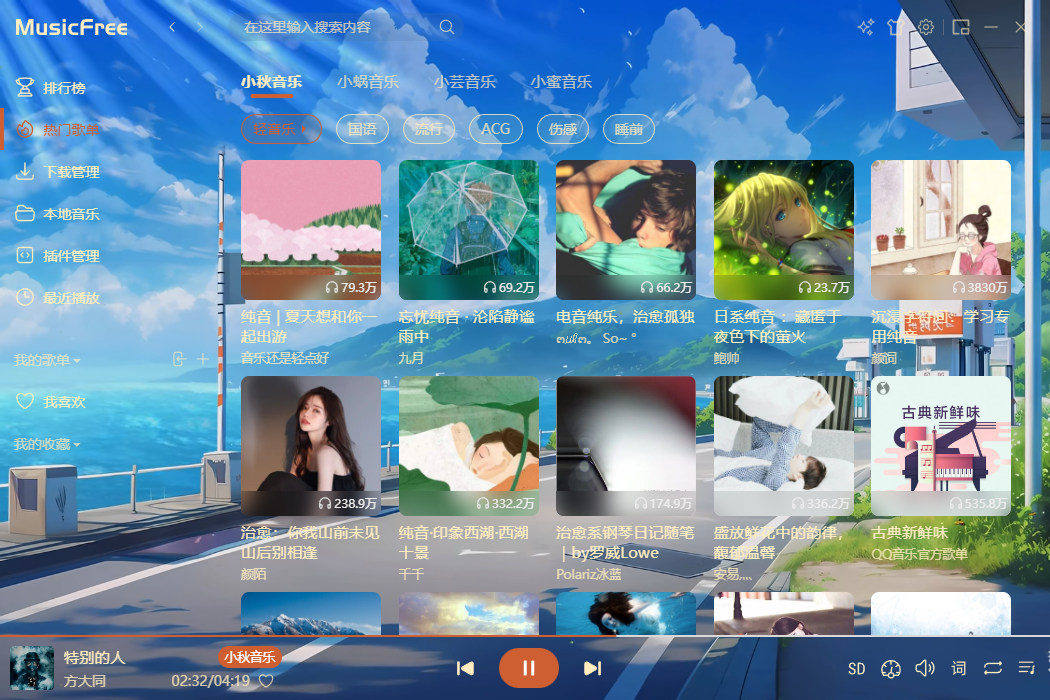 MusicFree
在这里输入搜索内容
排行榜
热门歌单
下载管理
本地音乐
插件管理
最近播放
我的歌单
我喜欢
我的收藏
小秋音乐
小蜗音乐
小芸音乐
小蜜音乐
轻音乐
国语
流行
ACG
伤感
睡前
79.3万
69.2万
66.2万
23.7万
3830万
纯音 | 夏天想和你一
起出游
音乐还是轻点好
忘忧纯音 · 沦陷静谧
雨中
九月
电音纯乐，治愈孤独
So~ °
日系纯音 ：藏匿于
夜色下的萤火
鲍帅
学习专
用纯音
颜词
238.9万
332.2万
174.9万
336.2万
古典新鲜味
535.8万
治愈：你我山前未见
山后别相逢
颜陌
纯音·印象西湖·西湖
十景
千千
治愈系钢琴日记随笔
| by罗威Lowe
Polariz冰蓝
盛放鲜花中的韵律，
馥郁温馨
安易
古典新鲜味
QQ音乐官方歌单
特别的人
小秋音乐
方大同
02:32/04:19
SD
词